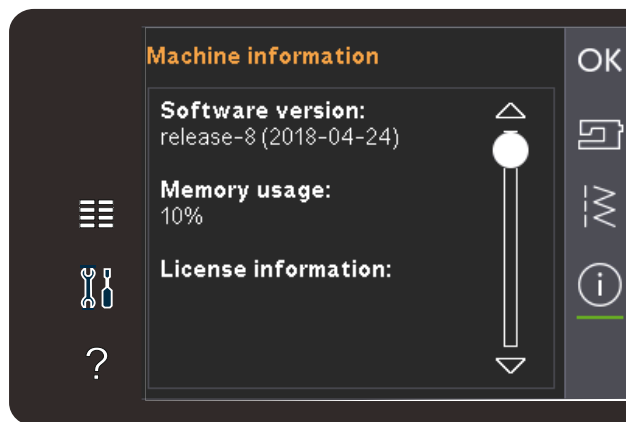 Machine information
OK
Software version:
release-8 (2018-04-24)
Memory usage:
10%
License information:
?